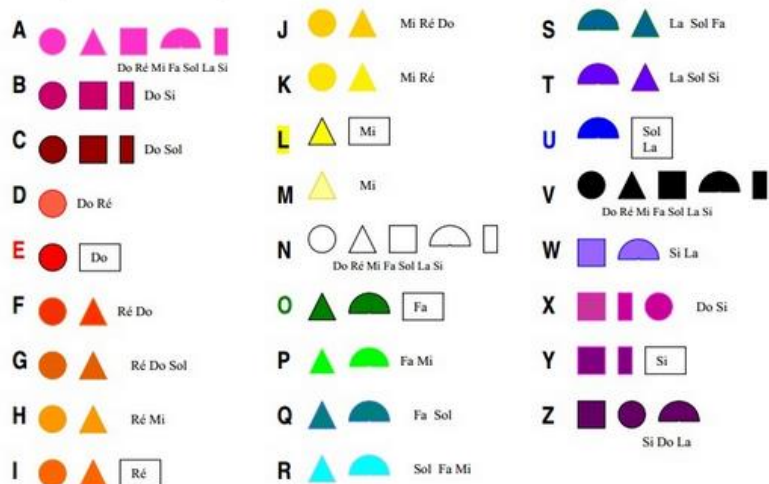 A
Do Ré Mi Fa Sol La Si
B Do Si
C Do Sol
D Do Ré
E Do
F Ré Do
G Ré Do Sol
H Ré Mi
I Ré
J Mi Ré Do
K Mi Ré
L Mi
M Mi
N
Do Ré Mi Fa Sol La Si
O Fa
P Fa Mi
Q Fa Sol
R Sol Fa Mi
S La Sol Fa
T La Sol Si
U Sol
La
V
Do Ré Mi Fa Sol La Si
W Si La
X Do Si
Y Si
Z
Si Do La